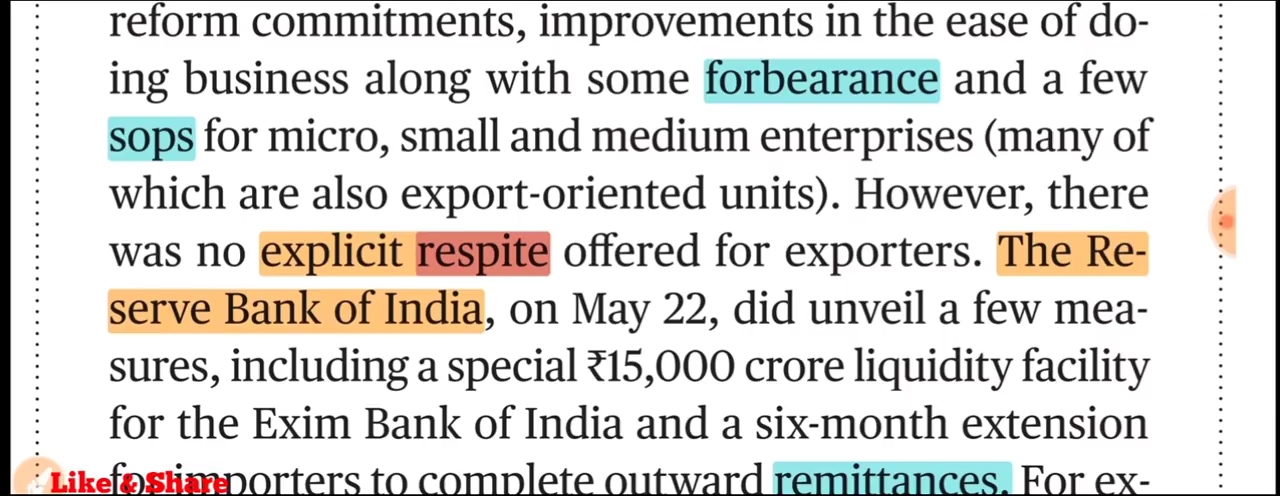 reform commitments, improvements in the ease of do-
ing business along with some forbearance and a few
sops for micro, small and medium enterprises (many of
which are also export-oriented units). However, there
was no explicit respite offered for exporters. The Re-
serve Bank of India, on May 22, did unveil a few mea-
sures, including a special ₹15,000 crore liquidity facility
for the Exim Bank of India and a six-month extension
for importers to complete outward remittances. For ex-
Like & Share